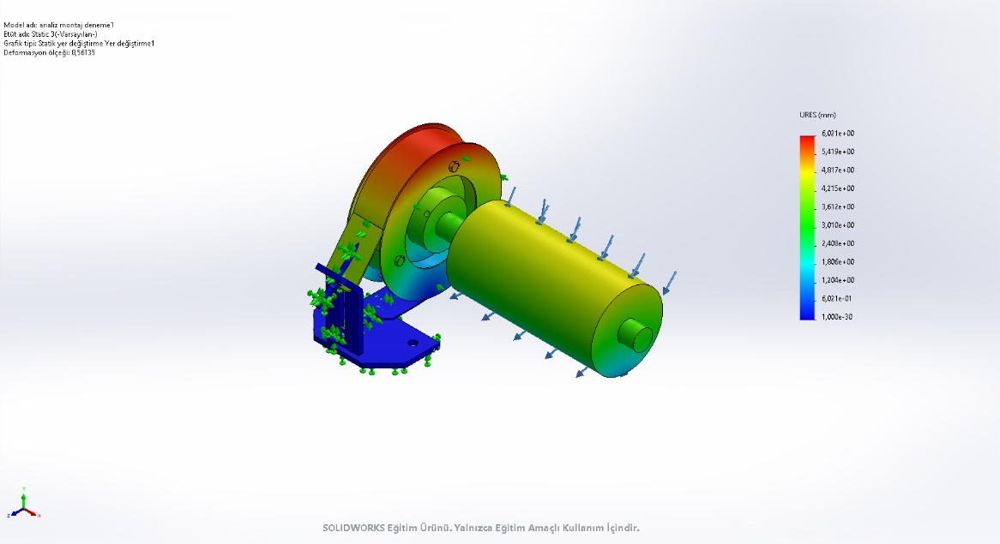 Model adı: analiz montaj deneme1
Etüt adı: Static 3(-Varsayılan-)
Grafik tipi: Statik yer değiştirme Yer değiştirme1
Deformasyon ölçeği: 8,56135
URES (mm)
6,021e+00
5,419e+00
4,817e+00
4,215e+00
3,612e+00
3,010e+00
2,408e+00
1,806e+00
1,204e+00
6,021e-01
1,000e-30
Y
Z
X
SOLIDWORKS Eğitim Ürünü. Yalnızca Eğitim Amaçlı Kullanım İçindir.